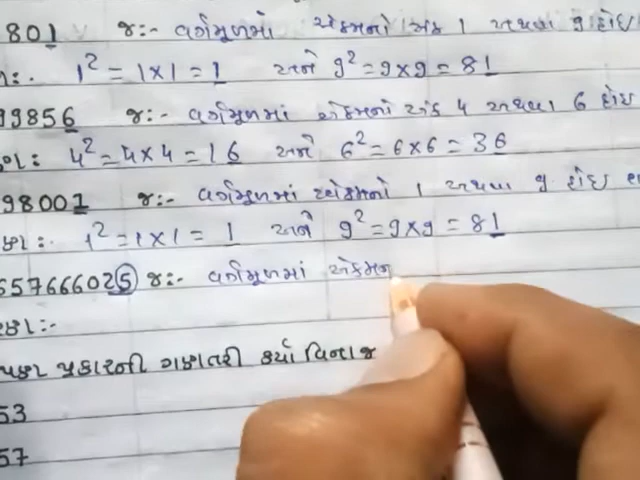 801 જ:- વર્ગમૂળમાં એકમનો અંક 1 અથવા 9 હોઇ
1² = 1×1 = 1 અને 9² = 9×9 = 81
99856 જ:- વર્ગમૂળમાં એકમનો અંક 4 અથવા 6 હોઇ
4² = 4×4 = 16 અને 6² = 6×6 = 36
98001 જ:- વર્ગમૂળમાં એકમનો 1 અથવા 9 હોઇ
1² = 1×1 = 1 અને 9² = 9×9 = 81
657666025 જ:- વર્ગમૂળમાં એકમન
પ્રકારની ગણતરી કર્યા વિના જ
53
57